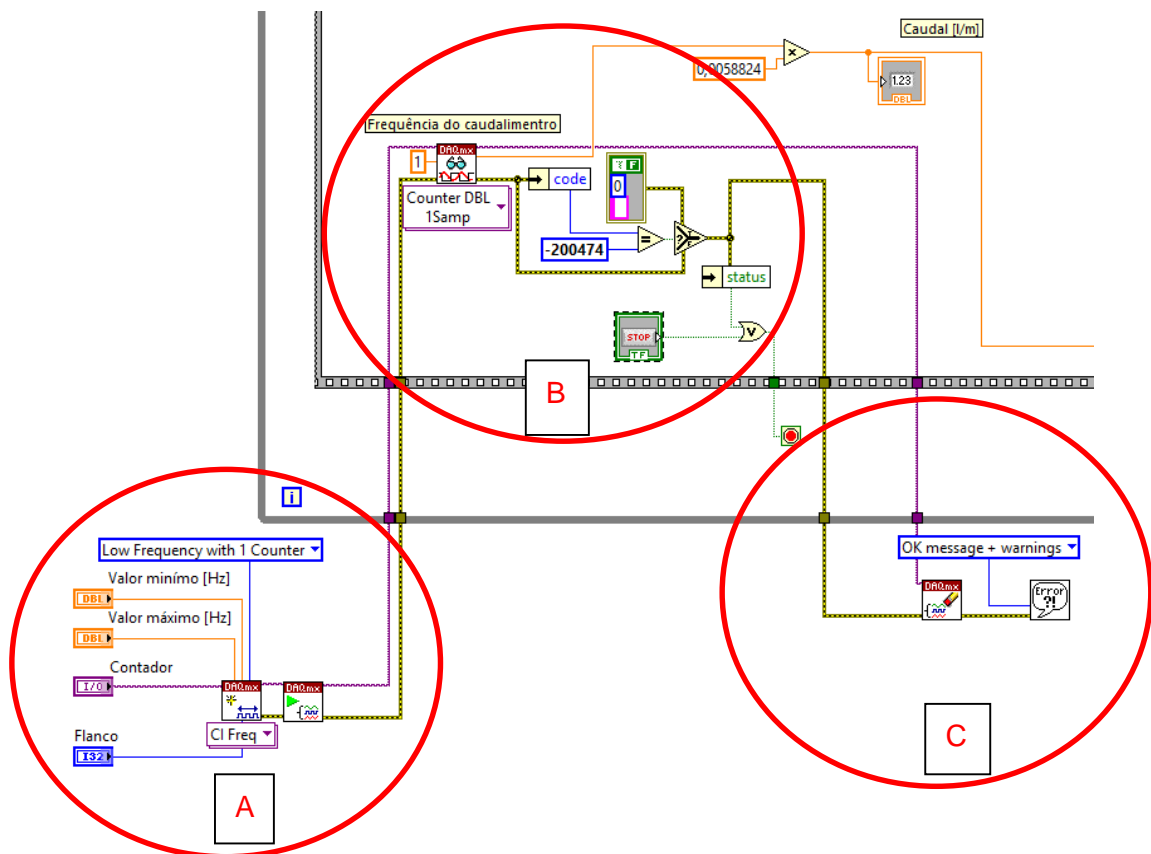 Caudal [l/m]
×
0,0058824
1.23
DBL
Frequência do caudalimentro
DAQmx
1
code
T F
0
Counter DBL
1Samp
=
-200474
?
T
F
status
STOP
TF
V
B
i
Low Frequency with 1 Counter
OK message + warnings
Valor minímo [Hz]
DBL
Valor máximo [Hz]
DBL
Contador
I/O
DAQmx
DAQmx
DAQmx
Error
?!
CI Freq
Flanco
I32
A
C